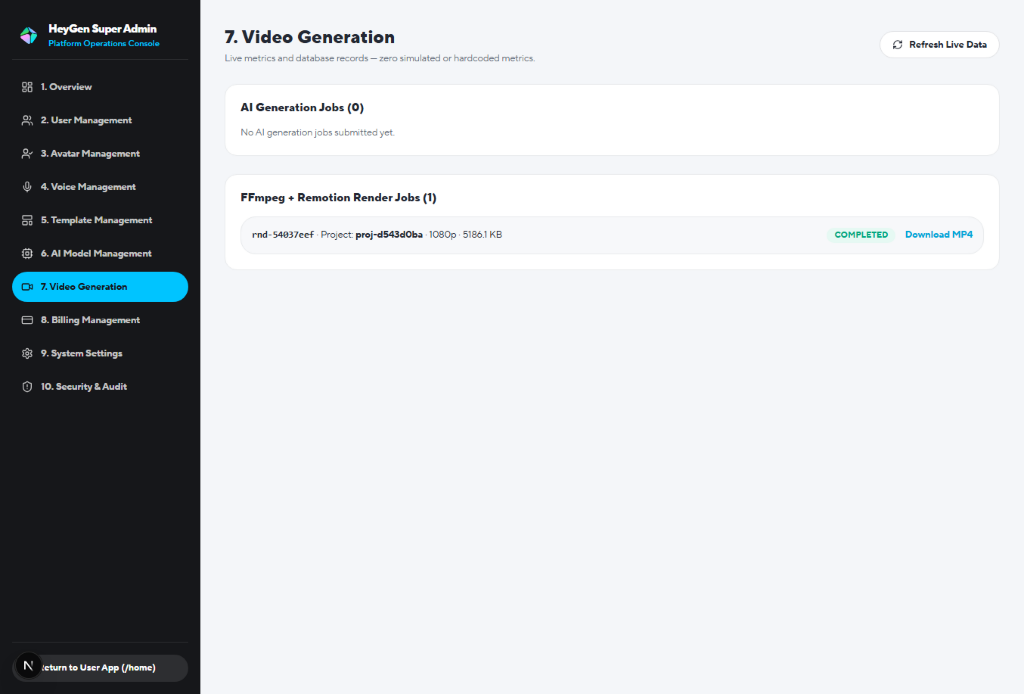 HeyGen Super Admin
Platform Operations Console
1. Overview
2. User Management
3. Avatar Management
4. Voice Management
5. Template Management
6. AI Model Management
7. Video Generation
8. Billing Management
9. System Settings
10. Security & Audit
N
eturn to User App (/home)
7. Video Generation
Live metrics and database records — zero simulated or hardcoded metrics.
Refresh Live Data
AI Generation Jobs (0)
No AI generation jobs submitted yet.
FFmpeg + Remotion Render Jobs (1)
rnd-54037eef · Project: proj-d543d0ba · 1080p · 5186.1 KB
COMPLETED
Download MP4